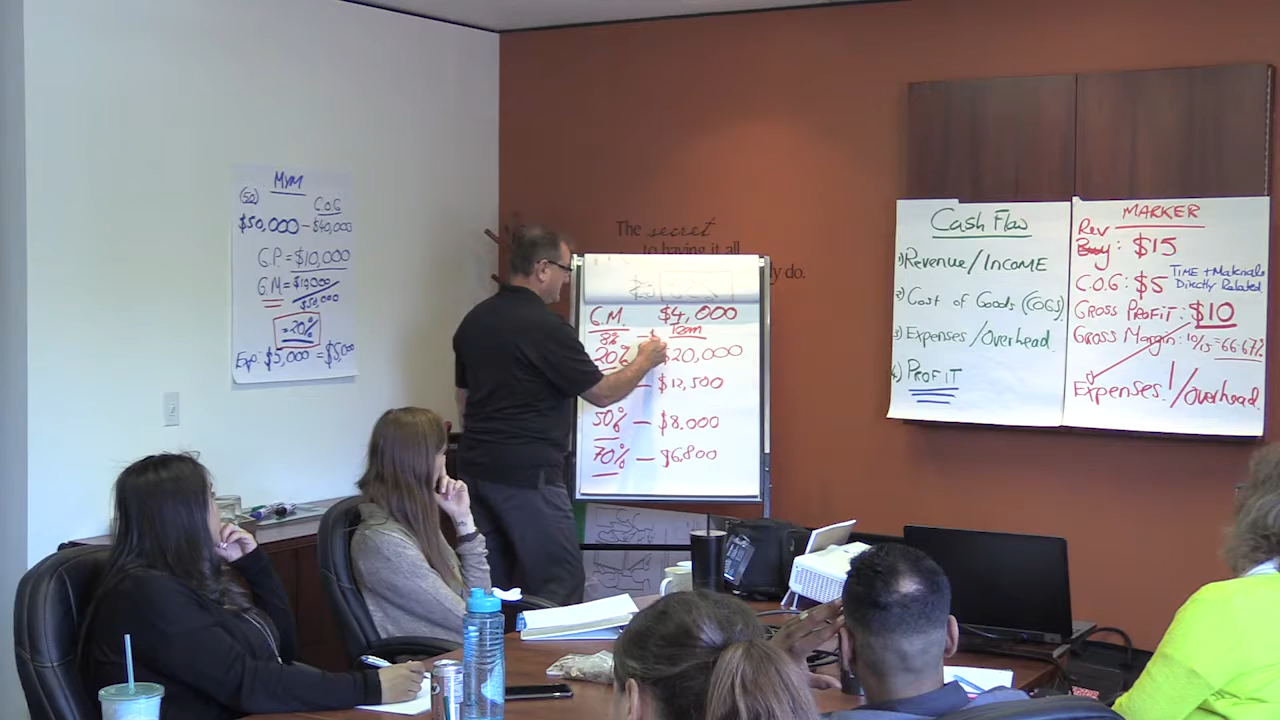 MYM
(50)
C.O.G
$50,000 - $40,000
G.P. = $10,000
G.M = $10,000
$50,000
= 20%
Exp: $5,000 = $5,000
The secret
to having it all
y do.
G.M. $4,000
8%
20% $20,000
— $12,500
50% — $8.000
70% — $6,800
Cash Flow
1) Revenue/INCOME
2) Cost of Goods (COGS)
3) Expenses/Overhead.
4) PROFIT
MARKER
Rev
Buy: $15
C.O.G: $5 TIME + Materials
Directly Related
GROSS PROFIT: $10
GROSS Margin: 10/15 = 66.67%
Expenses / Overhead.